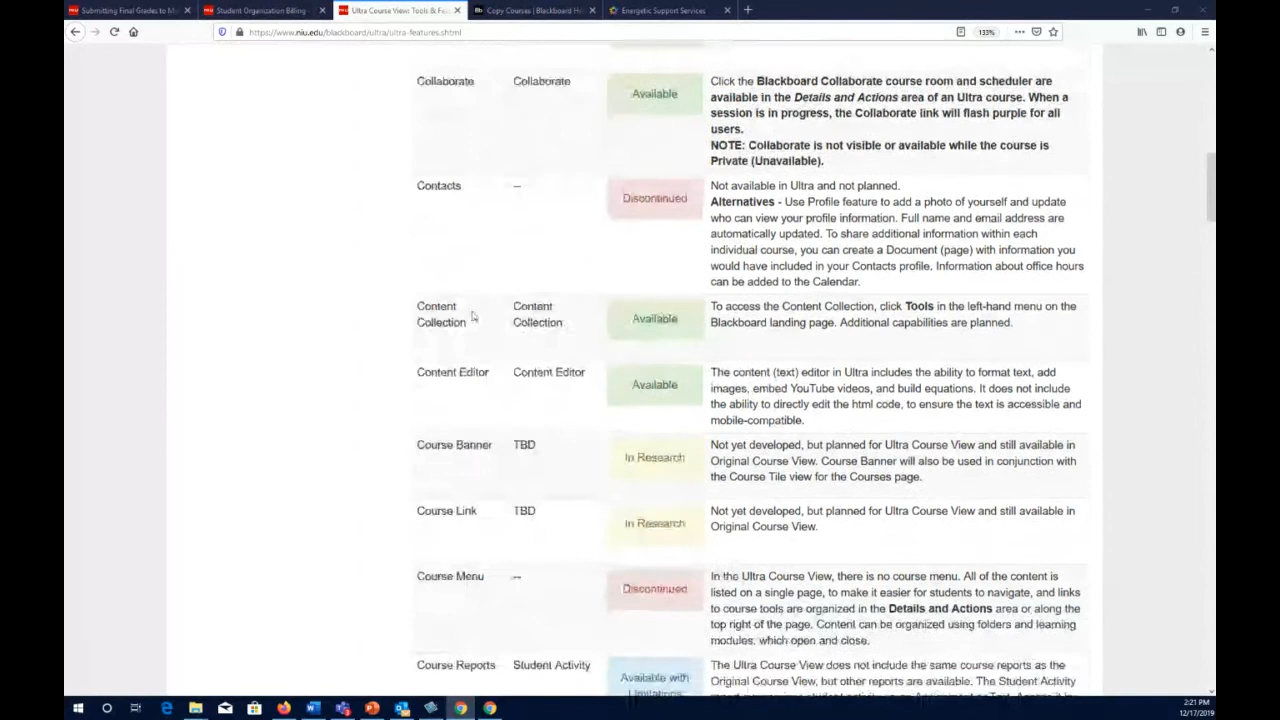 Submitting Final Grades to M
Student Organization Billing -
Ultra Course View: Tools & Fe
Copy Courses | Blackboard He
Energetic Support Services
https://www.niu.edu/blackboard/ultra/ultra-features.shtml
133%
Collaborate
Collaborate
Available
Click the Blackboard Collaborate course room and scheduler are
available in the Details and Actions area of an Ultra course. When a
session is in progress, the Collaborate link will flash purple for all
users.
NOTE: Collaborate is not visible or available while the course is
Private (Unavailable).
Contacts
--
Discontinued
Not available in Ultra and not planned.
Alternatives - Use Profile feature to add a photo of yourself and update
who can view your profile information. Full name and email address are
automatically updated. To share additional information within each
individual course, you can create a Document (page) with information you
would have included in your Contacts profile. Information about office hours
can be added to the Calendar.
Content
Collection
Content
Collection
Available
To access the Content Collection, click Tools in the left-hand menu on the
Blackboard landing page. Additional capabilities are planned.
Content Editor
Content Editor
Available
The content (text) editor in Ultra includes the ability to format text, add
images, embed YouTube videos, and build equations. It does not include
the ability to directly edit the html code, to ensure the text is accessible and
mobile-compatible.
Course Banner
TBD
In Research
Not yet developed, but planned for Ultra Course View and still available in
Original Course View. Course Banner will also be used in conjunction with
the Course Tile view for the Courses page.
Course Link
TBD
In Research
Not yet developed, but planned for Ultra Course View and still available in
Original Course View.
Course Menu
--
Discontinued
In the Ultra Course View, there is no course menu. All of the content is
listed on a single page, to make it easier for students to navigate, and links
to course tools are organized in the Details and Actions area or along the
top right of the page. Content can be organized using folders and learning
modules, which open and close.
Course Reports
Student Activity
Available with
Limitations
The Ultra Course View does not include the same course reports as the
Original Course View, but other reports are available. The Student Activity
2:21 PM
12/17/2019